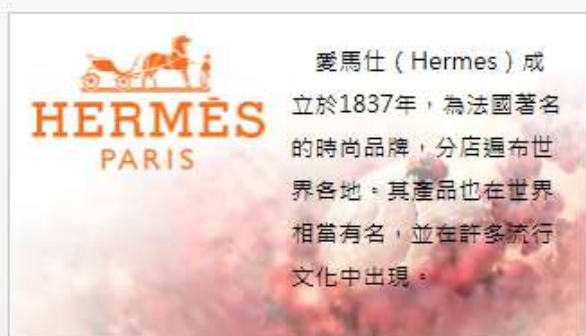 HERMÈS
PARIS
愛馬仕（Hermes）成
立於1837年，為法國著名
的時尚品牌，分店遍布世
界各地。其產品也在世界
相當有名，並在許多流行
文化中出現。